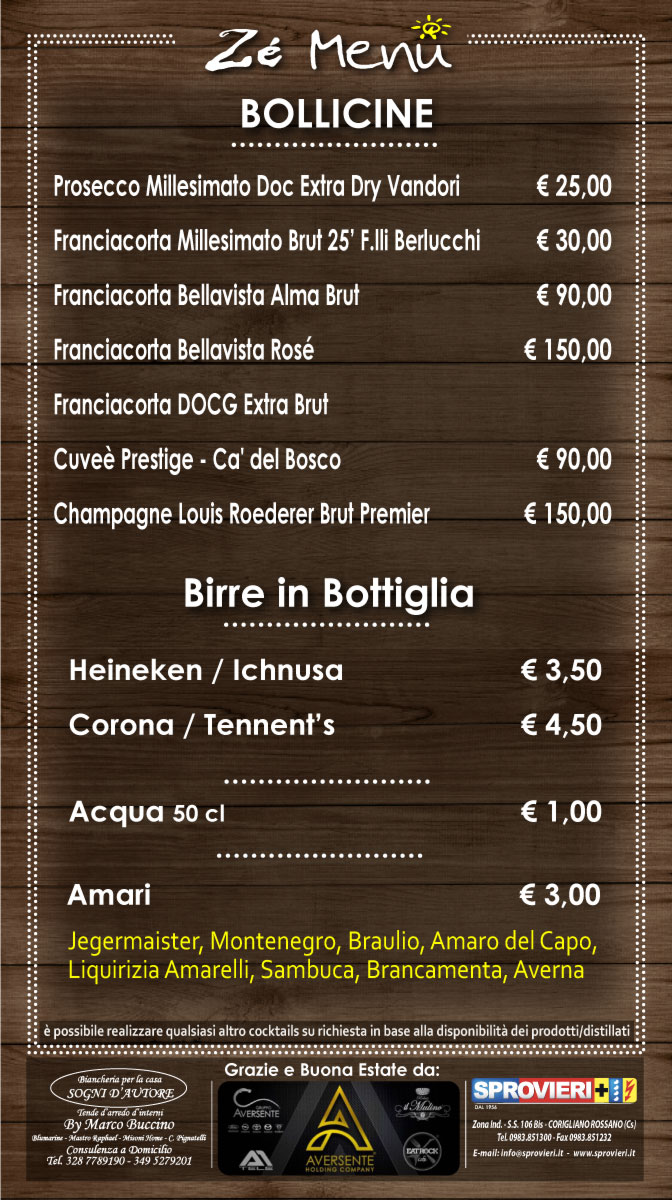 Zé Menù
BOLLICINE
Prosecco Millesimato Doc Extra Dry Vandori € 25,00
Franciacorta Millesimato Brut 25’ F.lli Berlucchi € 30,00
Franciacorta Bellavista Alma Brut € 90,00
Franciacorta Bellavista Rosé € 150,00
Franciacorta DOCG Extra Brut
Cuveè Prestige - Ca' del Bosco € 90,00
Champagne Louis Roederer Brut Premier € 150,00
Birre in Bottiglia
Heineken / Ichnusa € 3,50
Corona / Tennent’s € 4,50
Acqua 50 cl € 1,00
Amari € 3,00
Jegermaister, Montenegro, Braulio, Amaro del Capo,
Liquirizia Amarelli, Sambuca, Brancamenta, Averna
è possibile realizzare qualsiasi altro cocktails su richiesta in base alla disponibilità dei prodotti/distillati
Grazie e Buona Estate da:
Biancheria per la casa
SOGNI D’AUTORE
Tende d’arredo d’interni
By Marco Buccino
Blumarine - Mastro Raphael - Missoni Home - C. Pignatelli
Consulenza a Domicilio
Tel. 328 7789190 - 349 5279201
GRUPPO
AVERSENTE
TELE
AVERSENTE
HOLDING COMPANY
il Mulino
EATROCK
SPROVIERI
DAL 1956
Zona Ind. - S.S. 106 Bis - CORIGLIANO ROSSANO (Cs)
Tel. 0983.851300 - Fax 0983.851232
E-mail: info@sprovieri.it - www.sprovieri.it